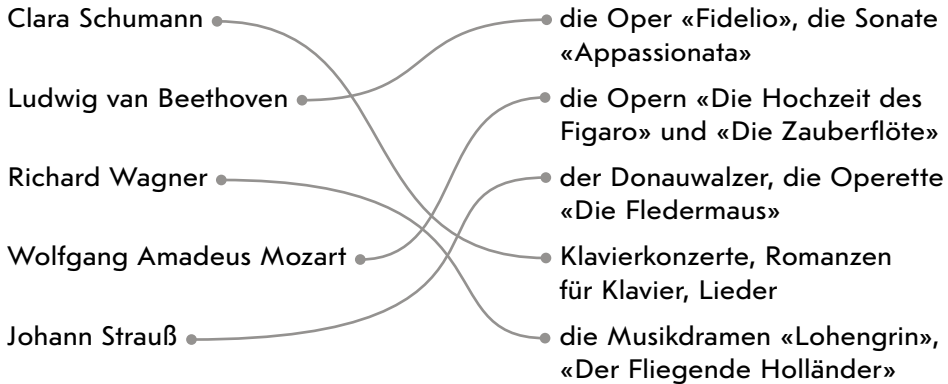 Clara Schumann
Ludwig van Beethoven
Richard Wagner
Wolfgang Amadeus Mozart
Johann Strauß
die Oper «Fidelio», die Sonate
«Appassionata»
die Opern «Die Hochzeit des
Figaro» und «Die Zauberflöte»
der Donauwalzer, die Operette
«Die Fledermaus»
Klavierkonzerte, Romanzen
für Klavier, Lieder
die Musikdramen «Lohengrin»,
«Der Fliegende Holländer»